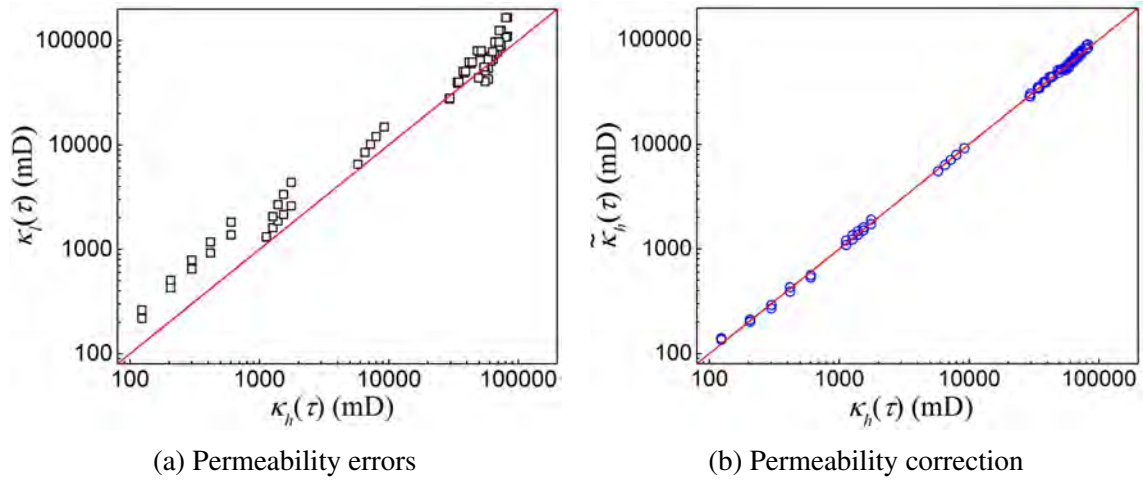 100000
10000
1000
100
κl(τ) (mD)
100 1000 10000 100000
κh(τ) (mD)
(a) Permeability errors
100000
10000
1000
100
κ̃h(τ) (mD)
100 1000 10000 100000
κh(τ) (mD)
(b) Permeability correction